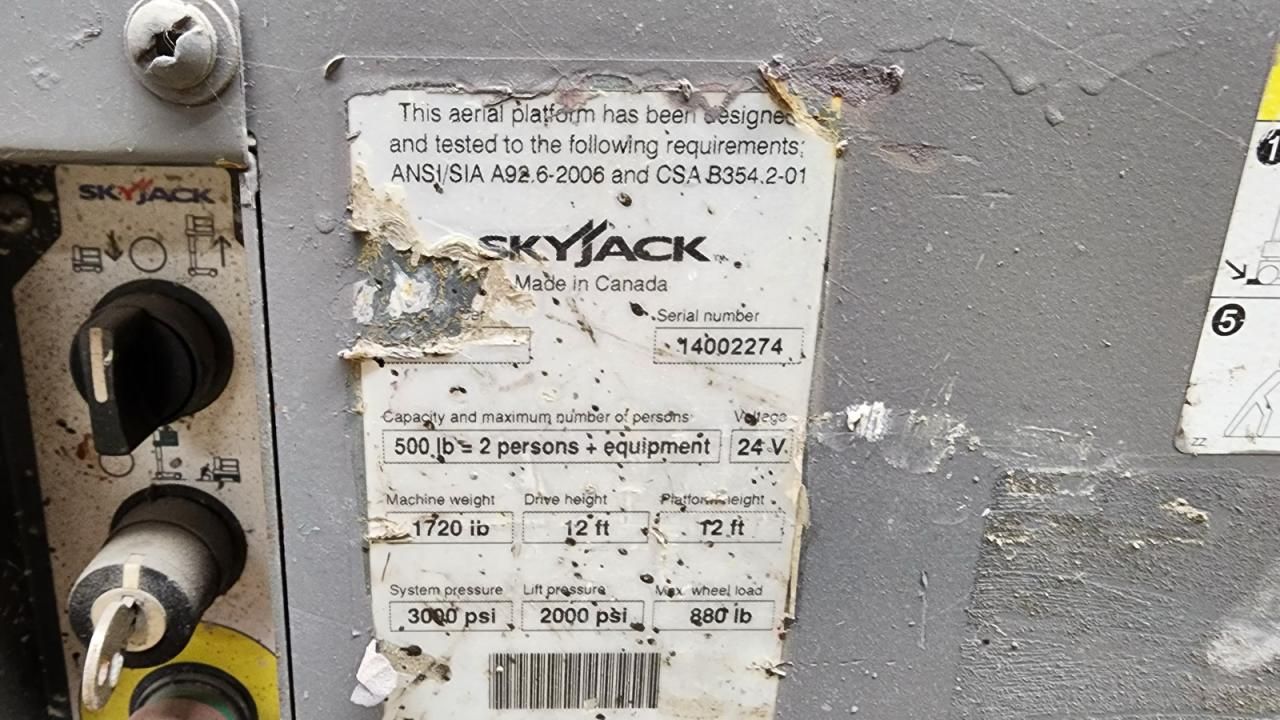 SKYJACK
This aerial platform has been designed
and tested to the following requirements:
ANSI/SIA A92.6-2006 and CSA B354.2-01
SKYJACK
Made in Canada
Serial number
14002274
Capacity and maximum number of persons
Voltage
500 lb = 2 persons + equipment
24 V
Machine weight
Drive height
Platform height
1720 lb
12 ft
12 ft
System pressure
Lift pressure
Max. wheel load
3000 psi
2000 psi
880 lb
1
5
ZZ